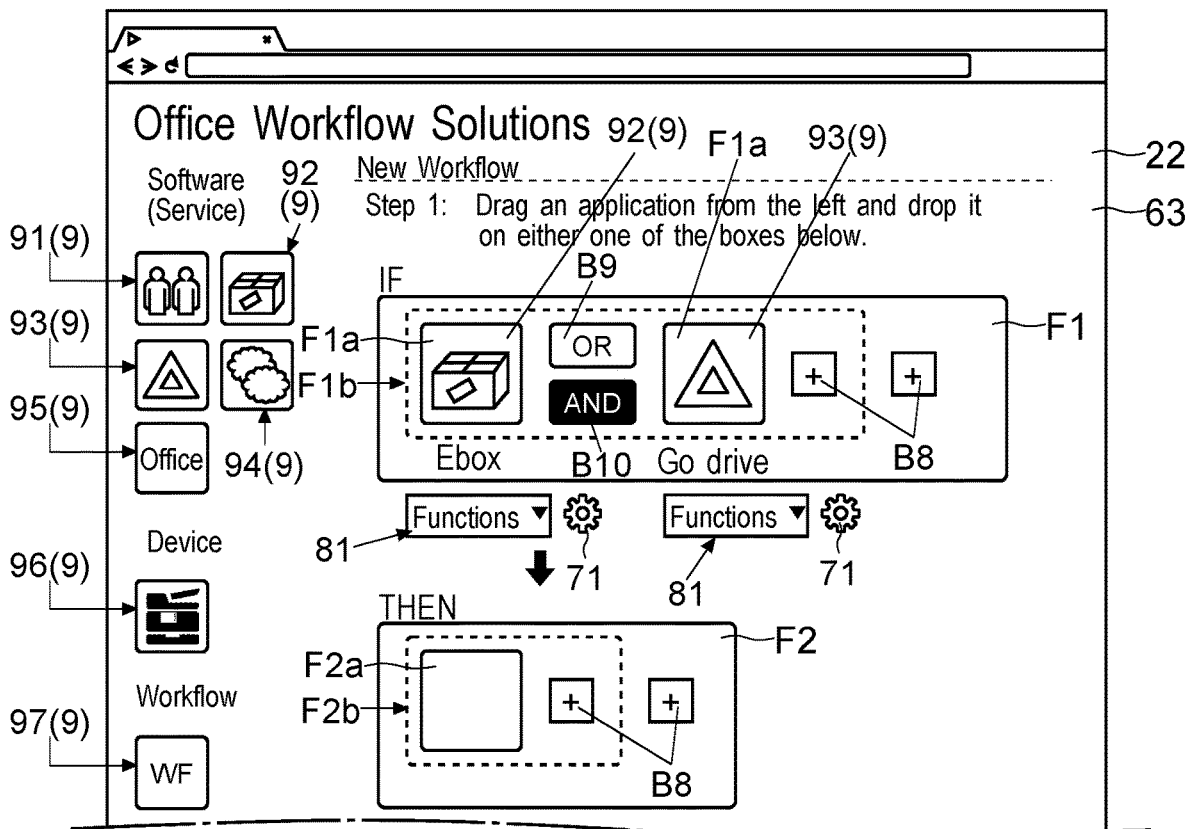 Office Workflow Solutions
92(9)
F1a
93(9)
22
Software
(Service)
92
(9)
New Workflow
63
Step 1: Drag an application from the left and drop it
on either one of the boxes below.
91(9)
B9
IF
93(9)
F1a
OR
F1
F1b
AND
+
+
95(9)
Office
94(9)
Ebox
B10
Go drive
B8
Functions
Functions
81
71
81
71
Device
96(9)
THEN
F2
F2a
Workflow
F2b
+
+
97(9)
WF
B8